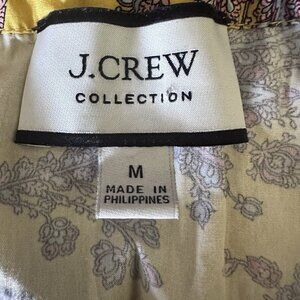 J.CREW
COLLECTION
M
MADE IN
PHILIPPINES